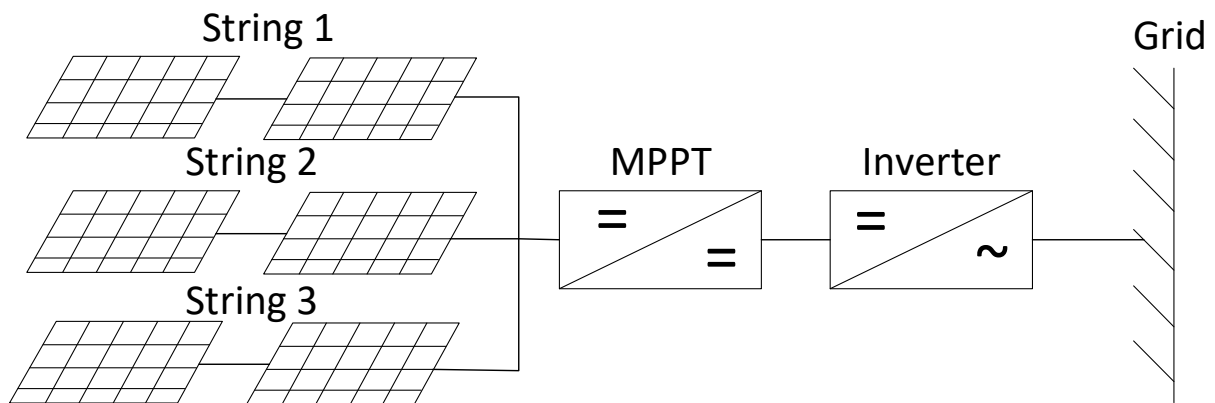 String 1
Grid
String 2
MPPT
Inverter
=
=
=
~
String 3